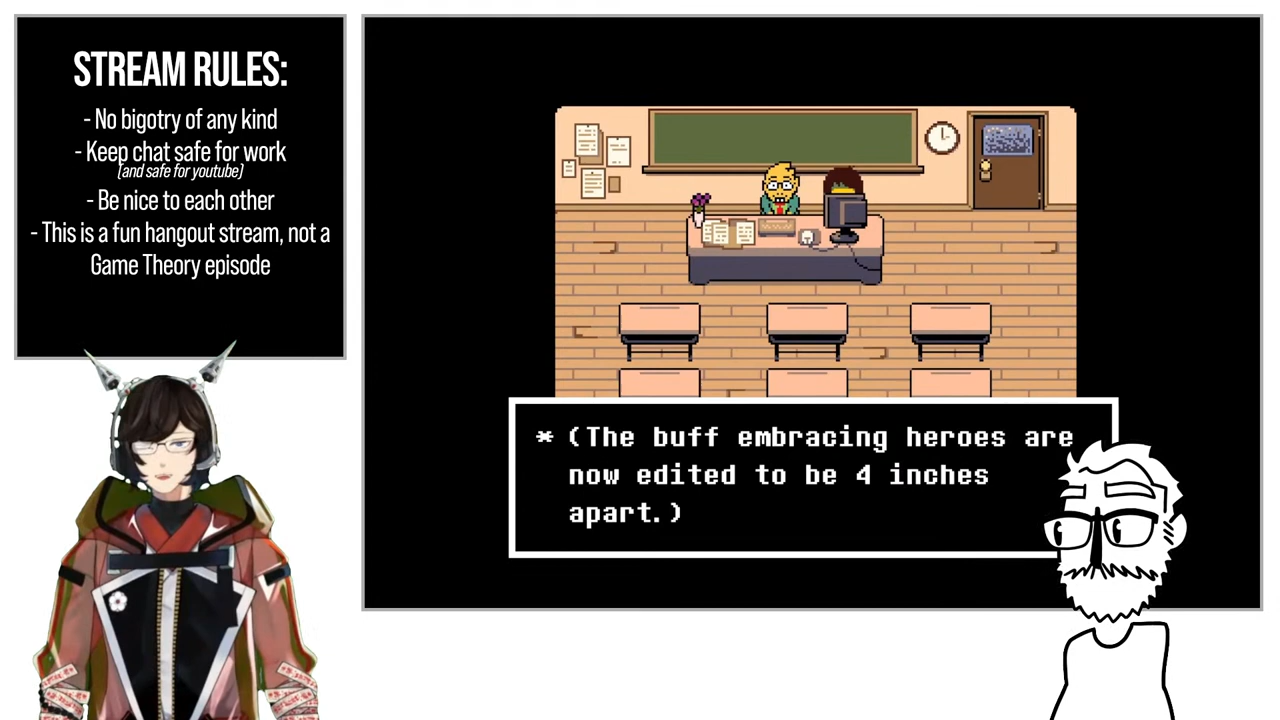 STREAM RULES:
- No bigotry of any kind
- Keep chat safe for work
(and safe for youtube)
- Be nice to each other
- This is a fun hangout stream, not a
Game Theory episode
* (The buff embracing heroes are
now edited to be 4 inches
apart.)